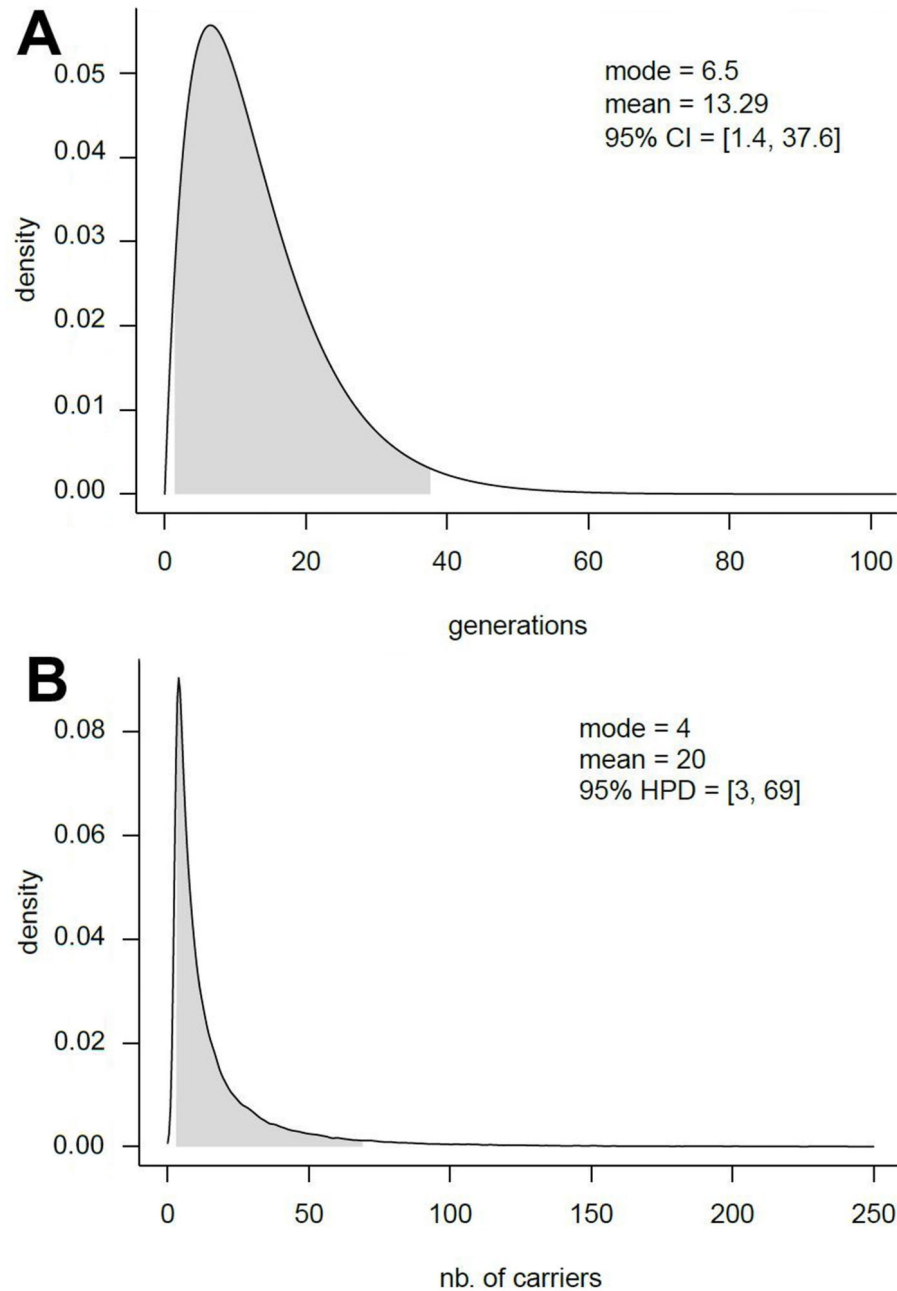 A
mode = 6.5
mean = 13.29
95% CI = [1.4, 37.6]
density
0.05
0.04
0.03
0.02
0.01
0.00
0 20 40 60 80 100
generations
B
mode = 4
mean = 20
95% HPD = [3, 69]
density
0.08
0.06
0.04
0.02
0.00
0 50 100 150 200 250
nb. of carriers